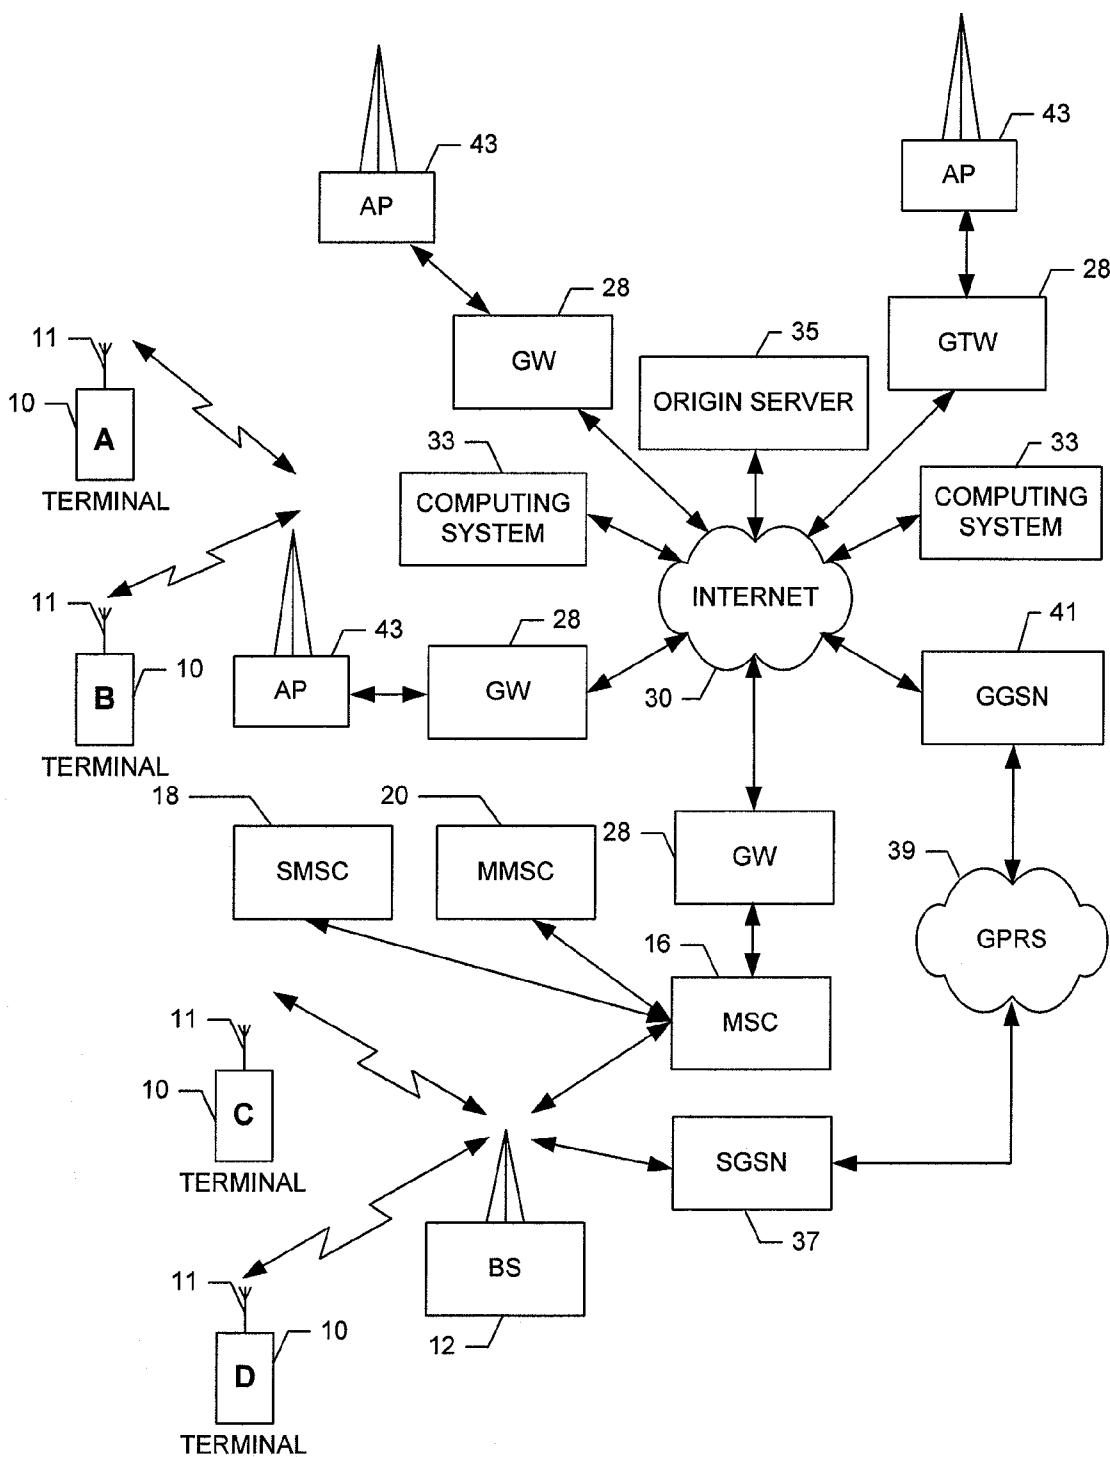 43
AP
43
AP
28
GW
28
GTW
35
ORIGIN SERVER
11
10
A
TERMINAL
33
COMPUTING
SYSTEM
33
COMPUTING
SYSTEM
INTERNET
30
11
10
B
TERMINAL
43
AP
28
GW
41
GGSN
18
SMSC
20
MMSC
28
GW
39
GPRS
16
MSC
11
10
C
TERMINAL
SGSN
37
BS
12
11
10
D
TERMINAL